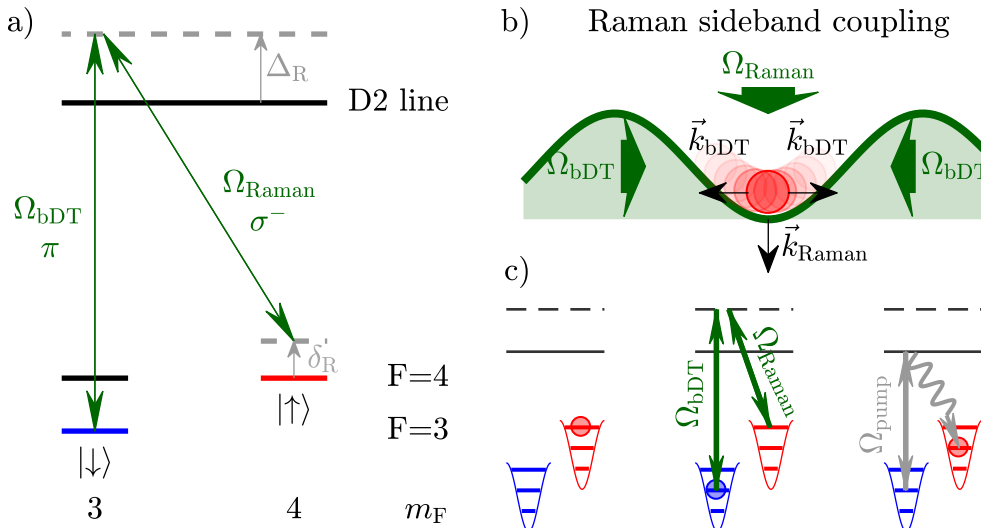 a)
Δ_R
D2 line
Ω_bDT
π
Ω_Raman
σ⁻
δ_R
F=4
|↑⟩
F=3
|↓⟩
3 4 m_F
b) Raman sideband coupling
Ω_Raman
k⃗_bDT k⃗_bDT
Ω_bDT Ω_bDT
k⃗_Raman
c)
Ω_bDT
Ω_Raman
Ω_pump